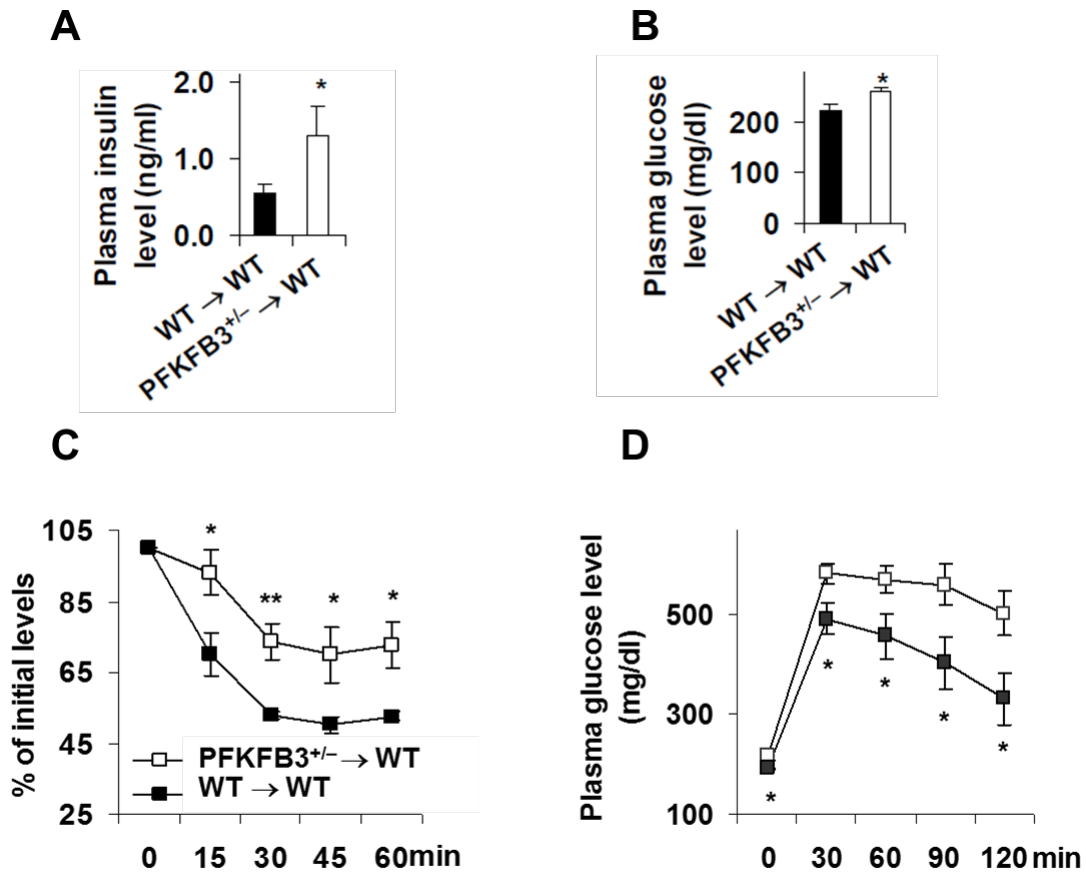 A
Plasma insulin
level (ng/ml)
2.0
1.0
0.0
*
WT → WT
PFKFB3+/– → WT
B
Plasma glucose
level (mg/dl)
200
100
0
*
WT → WT
PFKFB3+/– → WT
C
% of initial levels
105
85
65
45
25
* ** * *
PFKFB3+/– → WT
WT → WT
0 15 30 45 60 min
D
Plasma glucose level
(mg/dl)
500
300
100
* * * * *
0 30 60 90 120 min